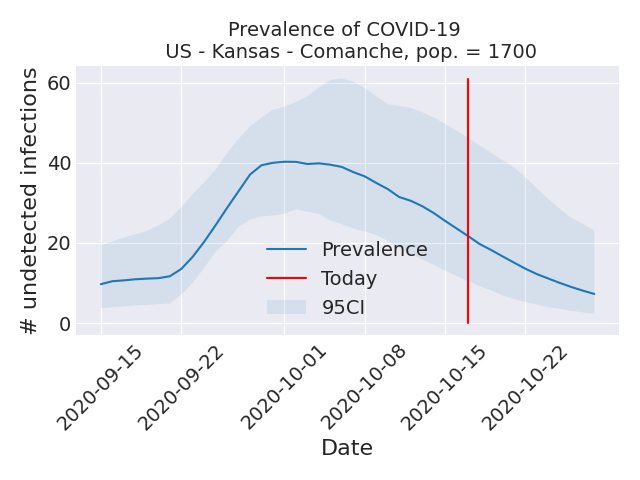 Prevalence of COVID-19
US - Kansas - Comanche, pop. = 1700
# undetected infections
60
40
20
0
Prevalence
Today
95CI
2020-09-15
2020-09-22
2020-10-01
2020-10-08
2020-10-15
2020-10-22
Date